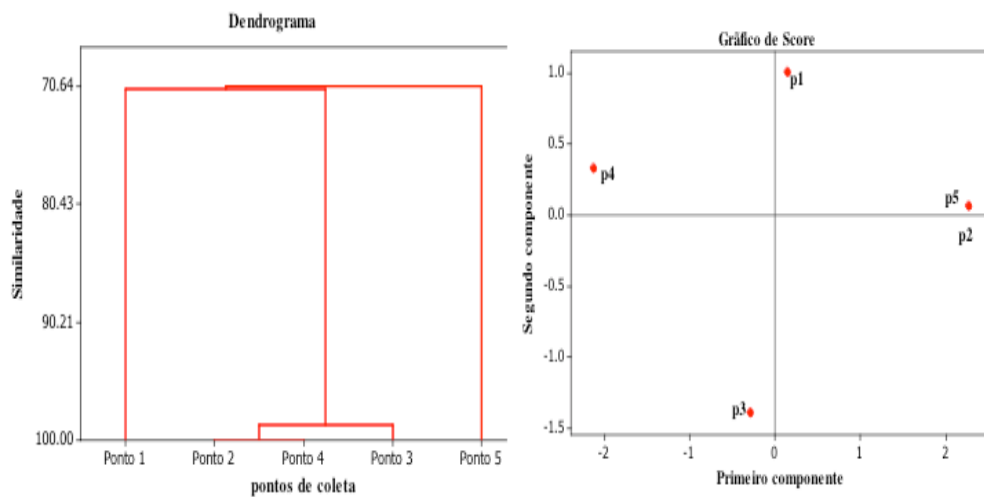 Dendrograma
70.64
80.43
90.21
100.00
Similaridade
Ponto 1
Ponto 2
Ponto 4
Ponto 3
Ponto 5
pontos de coleta
Gráfico de Score
1.0
0.5
0.0
-0.5
-1.0
-1.5
Segundo componente
p1
p4
p5
p2
p3
-2
-1
0
1
2
Primeiro componente